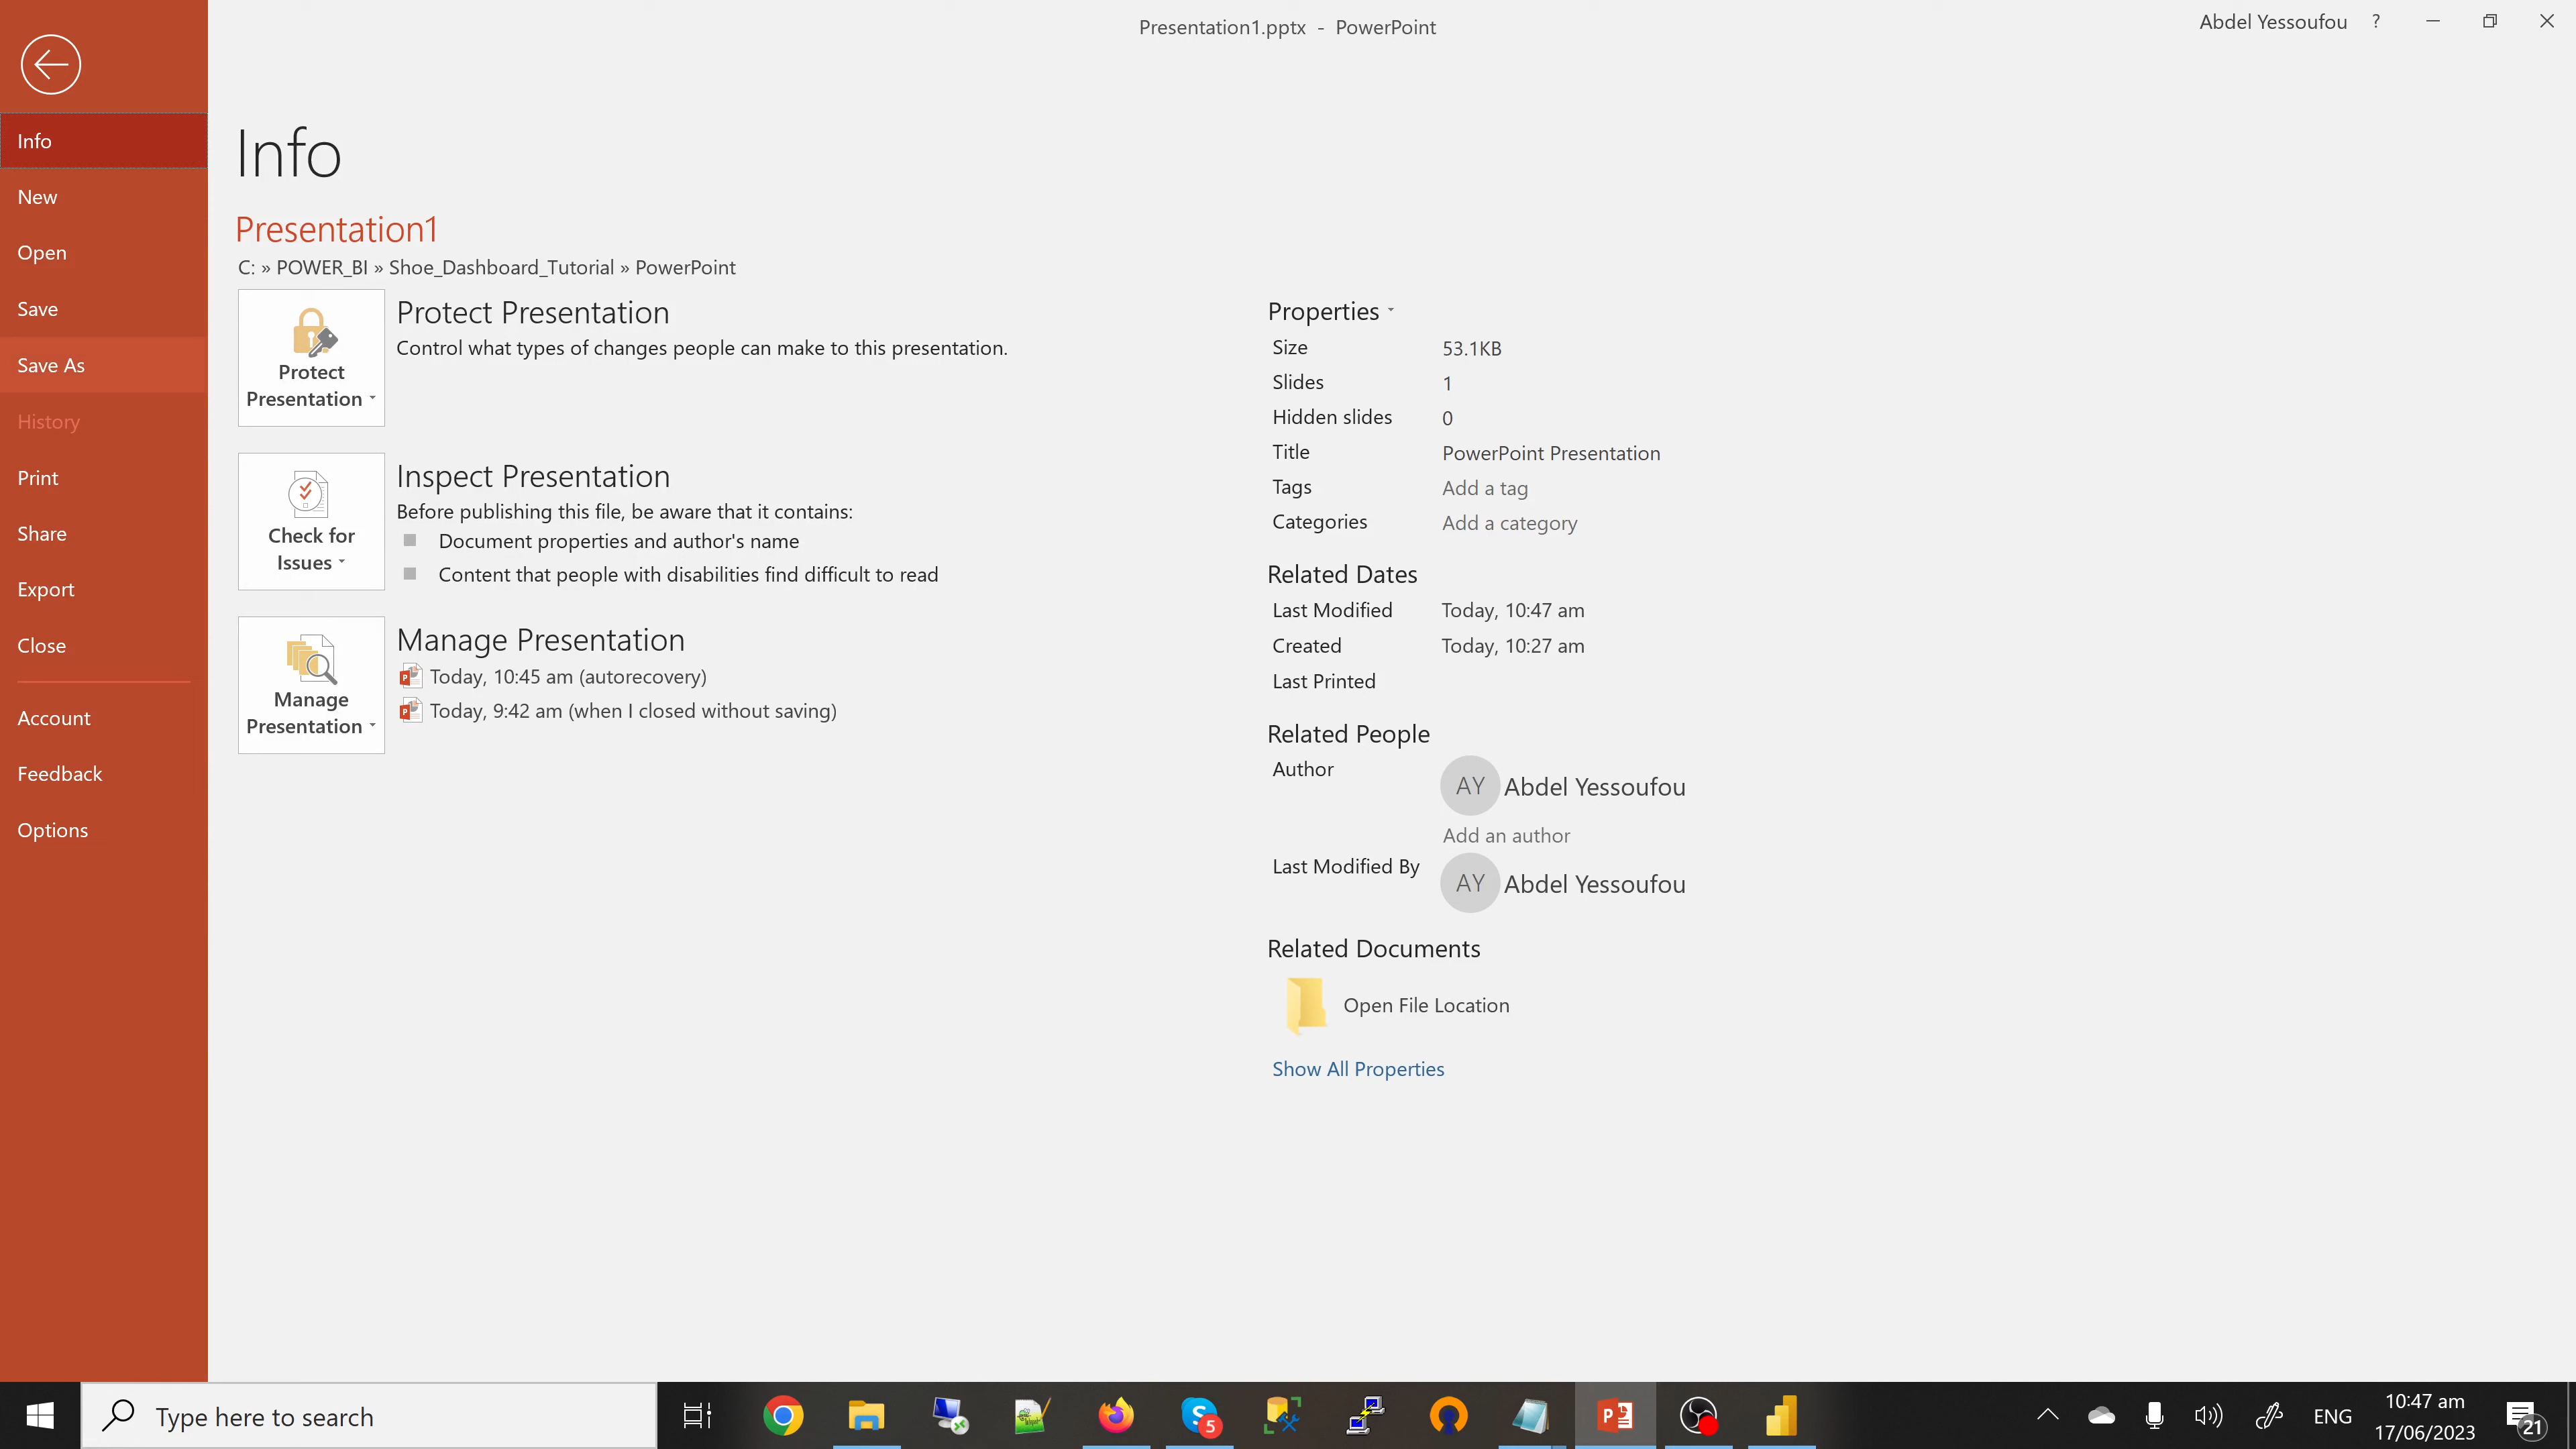 Presentation1.pptx - PowerPoint
Abdel Yessoufou
?
Info
New
Open
Save
Save As
History
Print
Share
Export
Close
Account
Feedback
Options
Info
Presentation1
C: » POWER_BI » Shoe_Dashboard_Tutorial » PowerPoint
Protect
Presentation
Protect Presentation
Control what types of changes people can make to this presentation.
Check for
Issues
Inspect Presentation
Before publishing this file, be aware that it contains:
Document properties and author's name
Content that people with disabilities find difficult to read
Manage
Presentation
Manage Presentation
Today, 10:45 am (autorecovery)
Today, 9:42 am (when I closed without saving)
Properties
Size 53.1KB
Slides 1
Hidden slides 0
Title PowerPoint Presentation
Tags Add a tag
Categories Add a category
Related Dates
Last Modified Today, 10:47 am
Created Today, 10:27 am
Last Printed
Related People
Author AY Abdel Yessoufou
Add an author
Last Modified By AY Abdel Yessoufou
Related Documents
Open File Location
Show All Properties
Type here to search
5
ENG
10:47 am
17/06/2023
21